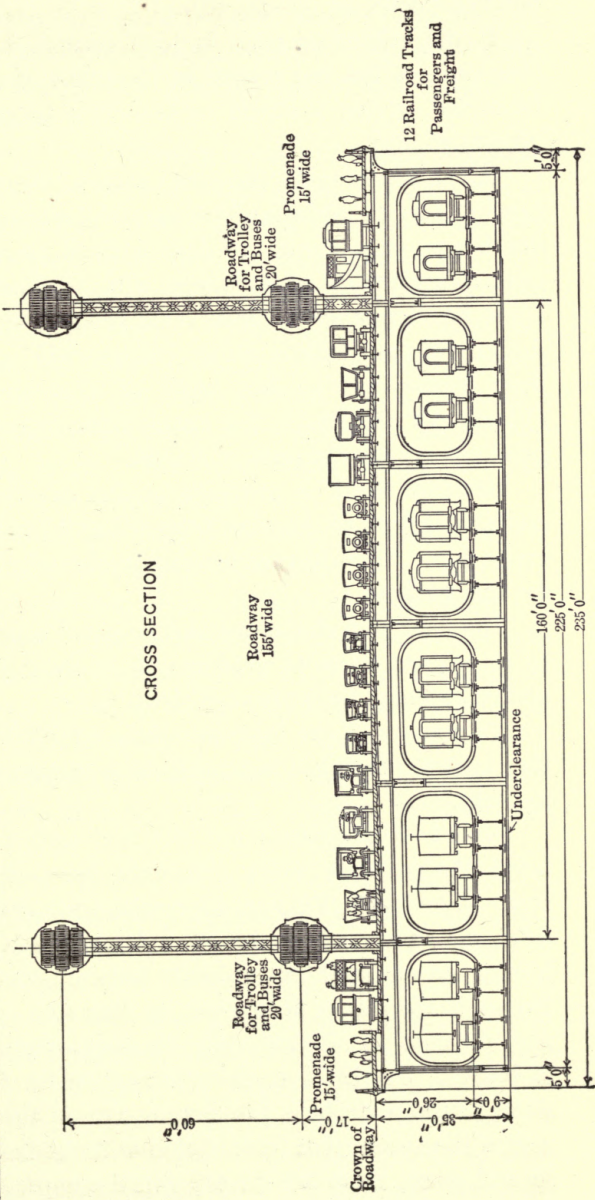 CROSS SECTION
12 Railroad Tracks
for
Passengers and
Freight
Promenade
15' wide
Roadway
for Trolley
and Buses
20' wide
Roadway
155' wide
Roadway
for Trolley
and Buses
20' wide
Promenade
15' wide
Crown of
Roadway
Underclearance
60'0"
17'0"
35'0"
26'0"
9'0"
5'0"
5'0"
160'0"
225'0"
235'0"